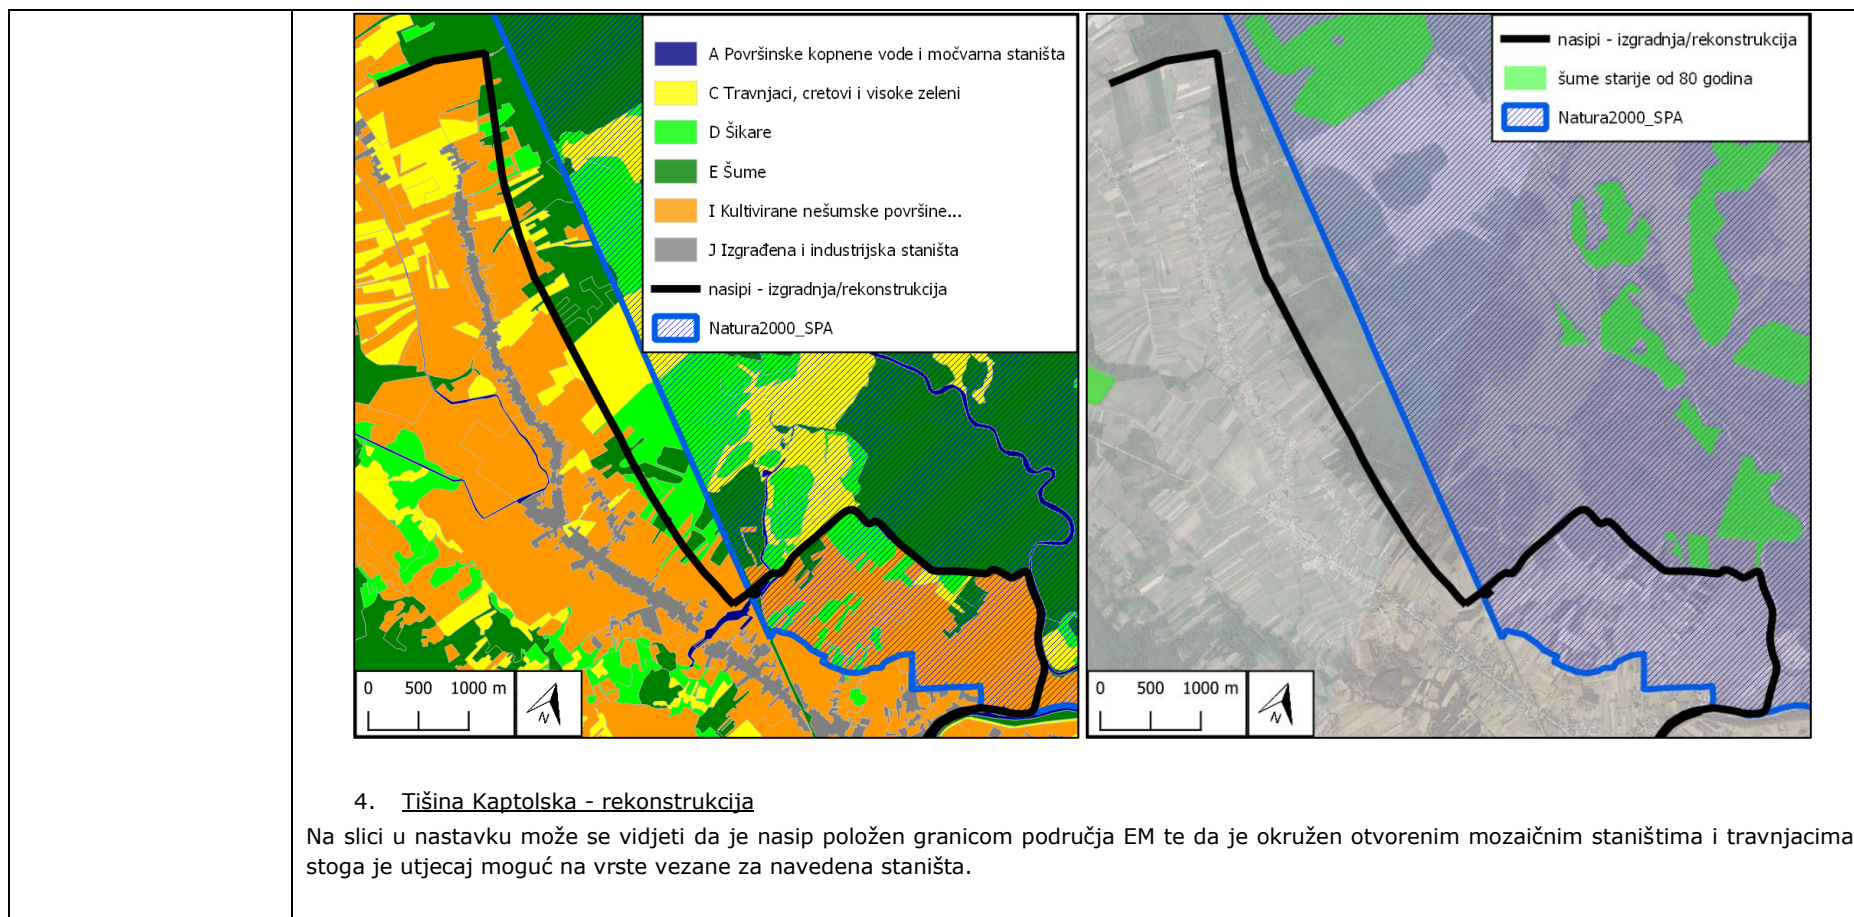 A Površinske kopnene vode i močvarna staništa
C Travnjaci, cretovi i visoke zeleni
D Šikare
E Šume
I Kultivirane nešumske površine...
J Izgrađena i industrijska staništa
nasipi - izgradnja/rekonstrukcija
Natura2000_SPA
0 500 1000 m
N
nasipi - izgradnja/rekonstrukcija
šume starije od 80 godina
Natura2000_SPA
0 500 1000 m
N
4. Tišina Kaptolska - rekonstrukcija
Na slici u nastavku može se vidjeti da je nasip položen granicom područja EM te da je okružen otvorenim mozaičnim staništima i travnjacima
stoga je utjecaj moguć na vrste vezane za navedena staništa.